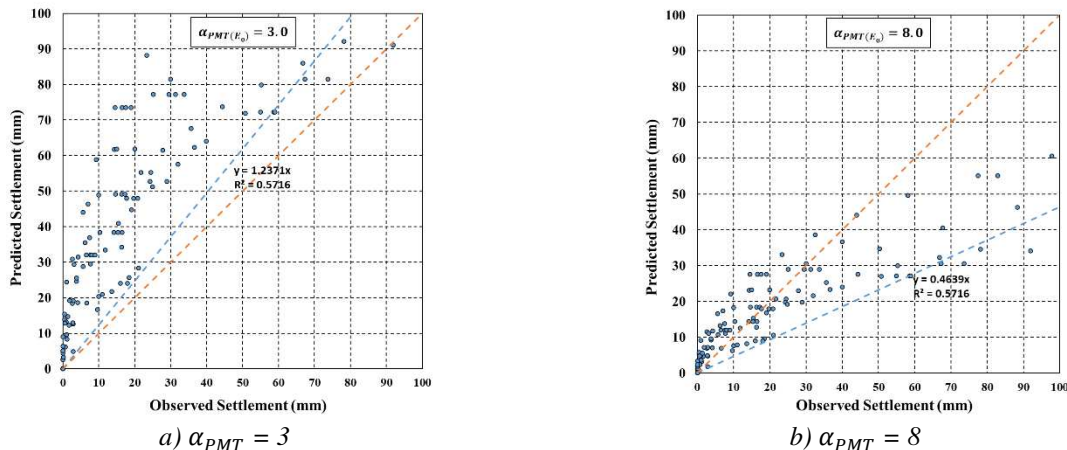 α_PMT(E_0) = 3.0
100
90
80
70
60
50
40
30
20
10
0
Predicted Settlement (mm)
y = 1.2371x
R² = 0.5716
0 10 20 30 40 50 60 70 80 90 100
Observed Settlement (mm)
a) α_PMT = 3
α_PMT(E_0) = 8.0
100
90
80
70
60
50
40
30
20
10
0
Predicted Settlement (mm)
y = 0.4639x
R² = 0.5716
0 10 20 30 40 50 60 70 80 90 100
Observed Settlement (mm)
b) α_PMT = 8